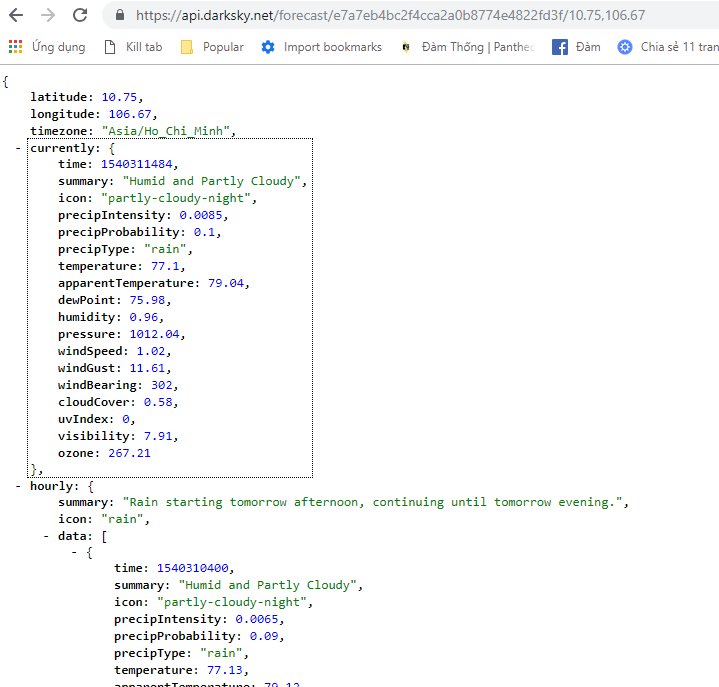 https://api.darksky.net/forecast/e7a7eb4bc2f4cca2a0b8774e4822fd3f/10.75,106.67
Ứng dụng Kill tab Popular Import bookmarks Đàm Thống | Panthec Đàm Chia sẻ 11 tran
{
latitude: 10.75,
longitude: 106.67,
timezone: "Asia/Ho_Chi_Minh",
- currently: {
time: 1540311484,
summary: "Humid and Partly Cloudy",
icon: "partly-cloudy-night",
precipIntensity: 0.0085,
precipProbability: 0.1,
precipType: "rain",
temperature: 77.1,
apparentTemperature: 79.04,
dewPoint: 75.98,
humidity: 0.96,
pressure: 1012.04,
windSpeed: 1.02,
windGust: 11.61,
windBearing: 302,
cloudCover: 0.58,
uvIndex: 0,
visibility: 7.91,
ozone: 267.21
},
- hourly: {
summary: "Rain starting tomorrow afternoon, continuing until tomorrow evening.",
icon: "rain",
- data: [
- {
time: 1540310400,
summary: "Humid and Partly Cloudy",
icon: "partly-cloudy-night",
precipIntensity: 0.0065,
precipProbability: 0.09,
precipType: "rain",
temperature: 77.13,
apparentTemperature: 79.12